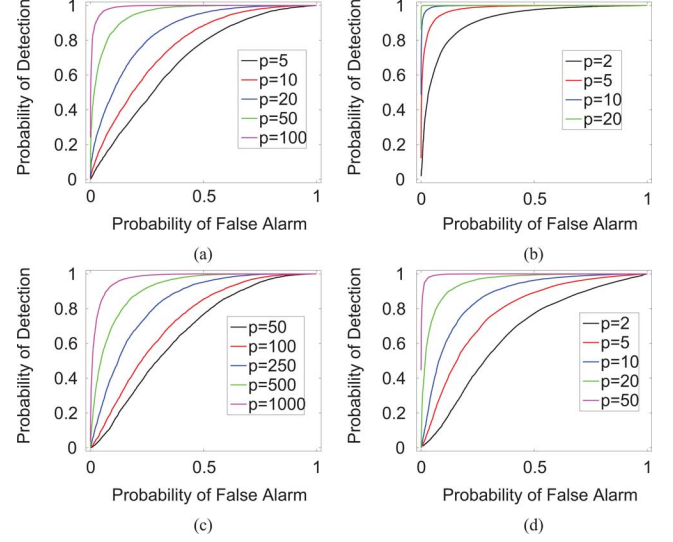 Probability of Detection
1
0.8
0.6
0.4
0.2
0
p=5
p=10
p=20
p=50
p=100
0
0.5
1
Probability of False Alarm
(a)
Probability of Detection
1
0.8
0.6
0.4
0.2
0
p=2
p=5
p=10
p=20
0
0.5
1
Probability of False Alarm
(b)
Probability of Detection
1
0.8
0.6
0.4
0.2
0
p=50
p=100
p=250
p=500
p=1000
0
0.5
1
Probability of False Alarm
(c)
Probability of Detection
1
0.8
0.6
0.4
0.2
0
p=2
p=5
p=10
p=20
p=50
0
0.5
1
Probability of False Alarm
(d)